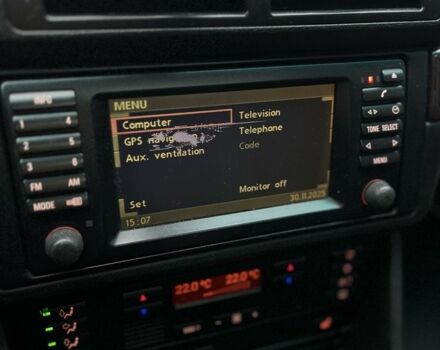 INFO
MENU
Computer
Television
GPS
Telephone
Aux. ventilation
Code
Monitor off
Set
15:07
30.11.2025
1 4
2 5
3 6
FM AM
MODE
TONE SELECT
MENU
22.0°C 22.0°C